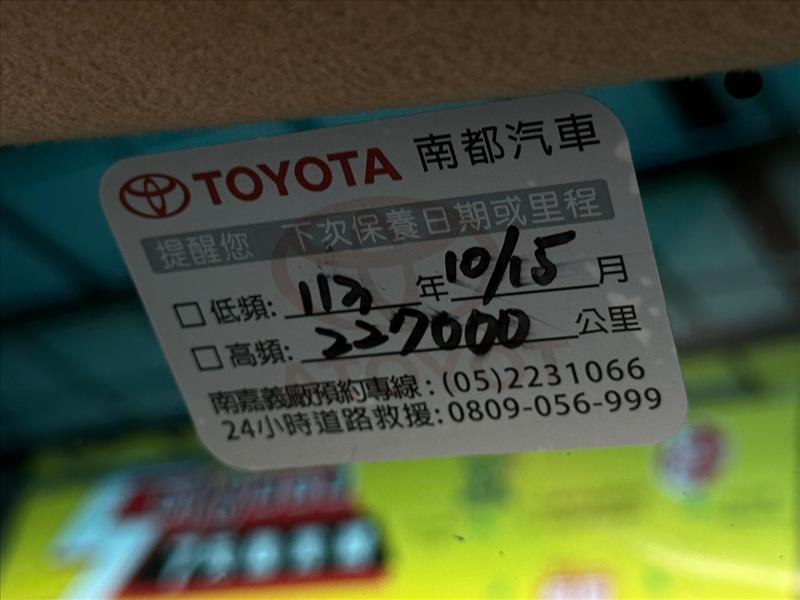 TOYOTA 南都汽車
提醒您 下次保養日期或里程
低頻: 113 年 10/15 月
高頻: 227000 公里
南嘉義廠預約專線:(05)2231066
24小時道路救援:0809-056-999